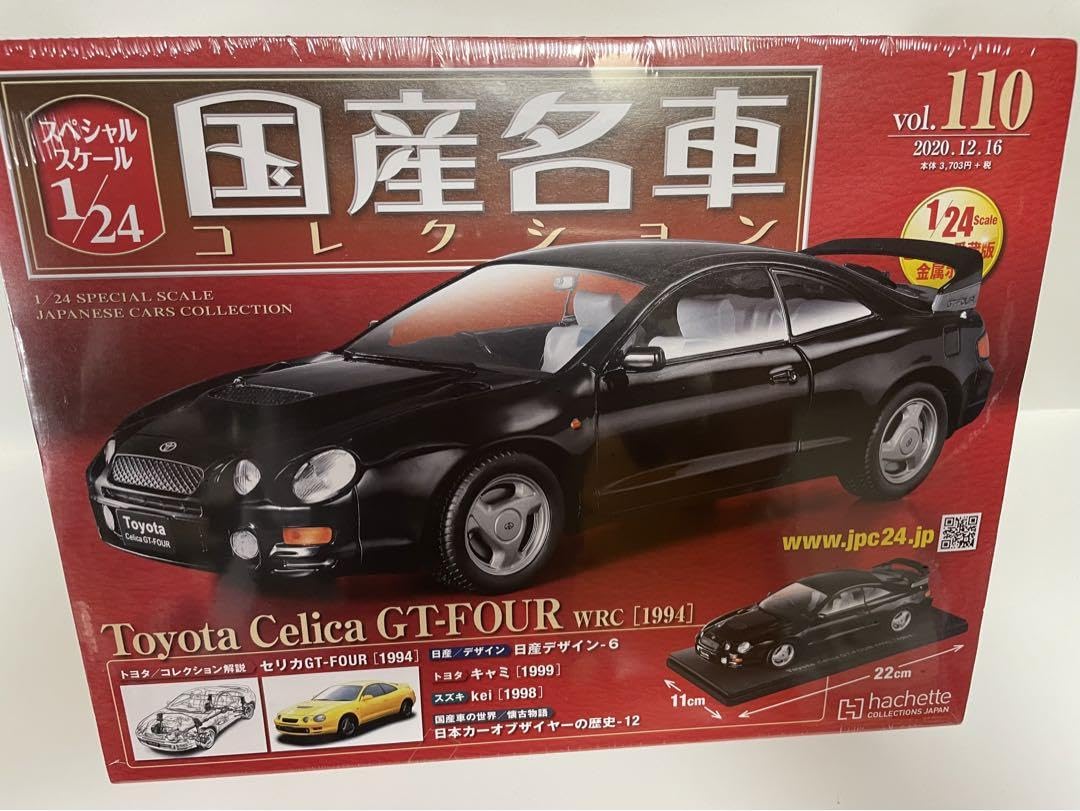 スペシャル
スケール
1/24
国産名車
コレクション
vol.110
2020.12.16
本体 3,703円+税
1/24 Scale
金属
1/24 SPECIAL SCALE
JAPANESE CARS COLLECTION
GT-FOUR
Toyota
Celica GT-FOUR
www.jpc24.jp
Toyota Celica GT-FOUR WRC [1994]
トヨタ/コレクション解説 セリカGT-FOUR [1994]
日産/デザイン 日産デザイン-6
トヨタ キャミ [1999]
スズキ kei [1998]
国産車の世界/懐古物語
日本カーオブザイヤーの歴史-12
Toyota Celica GT-FOUR
11cm
22cm
hachette
COLLECTIONS JAPAN